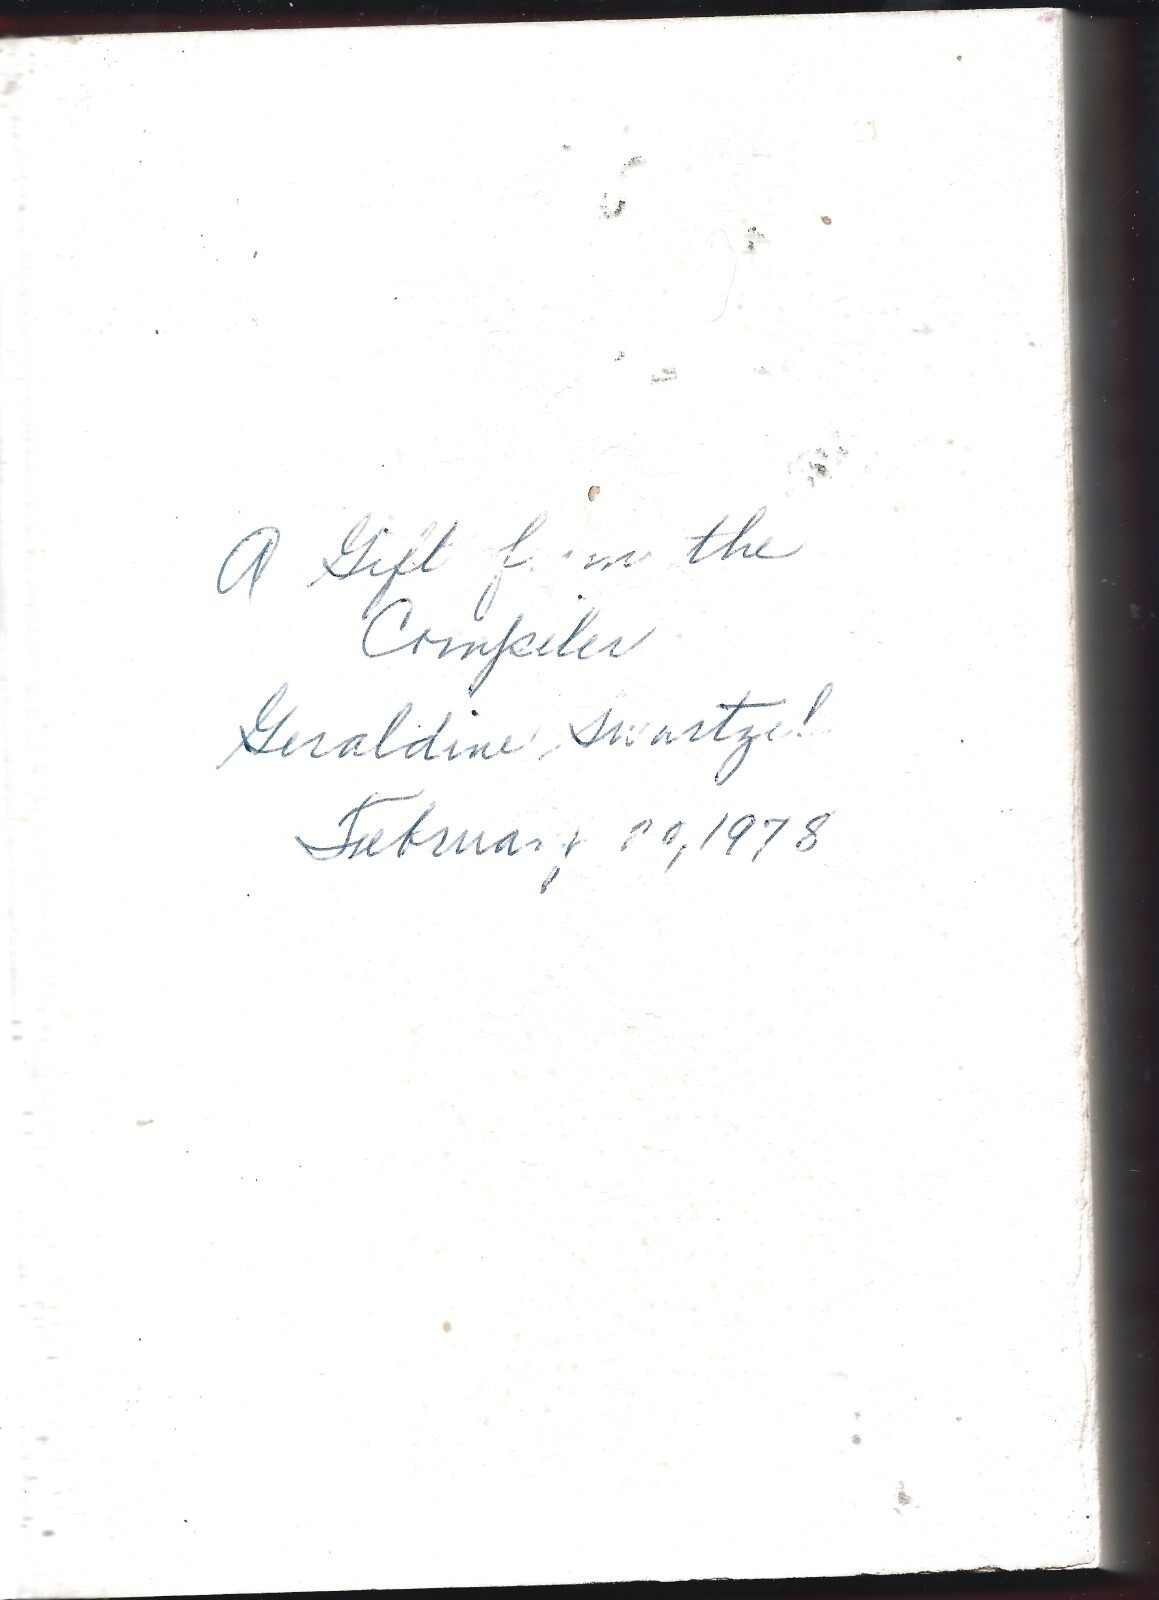 A Gift from the
Compiler
Geraldine Swartzel
February 1978